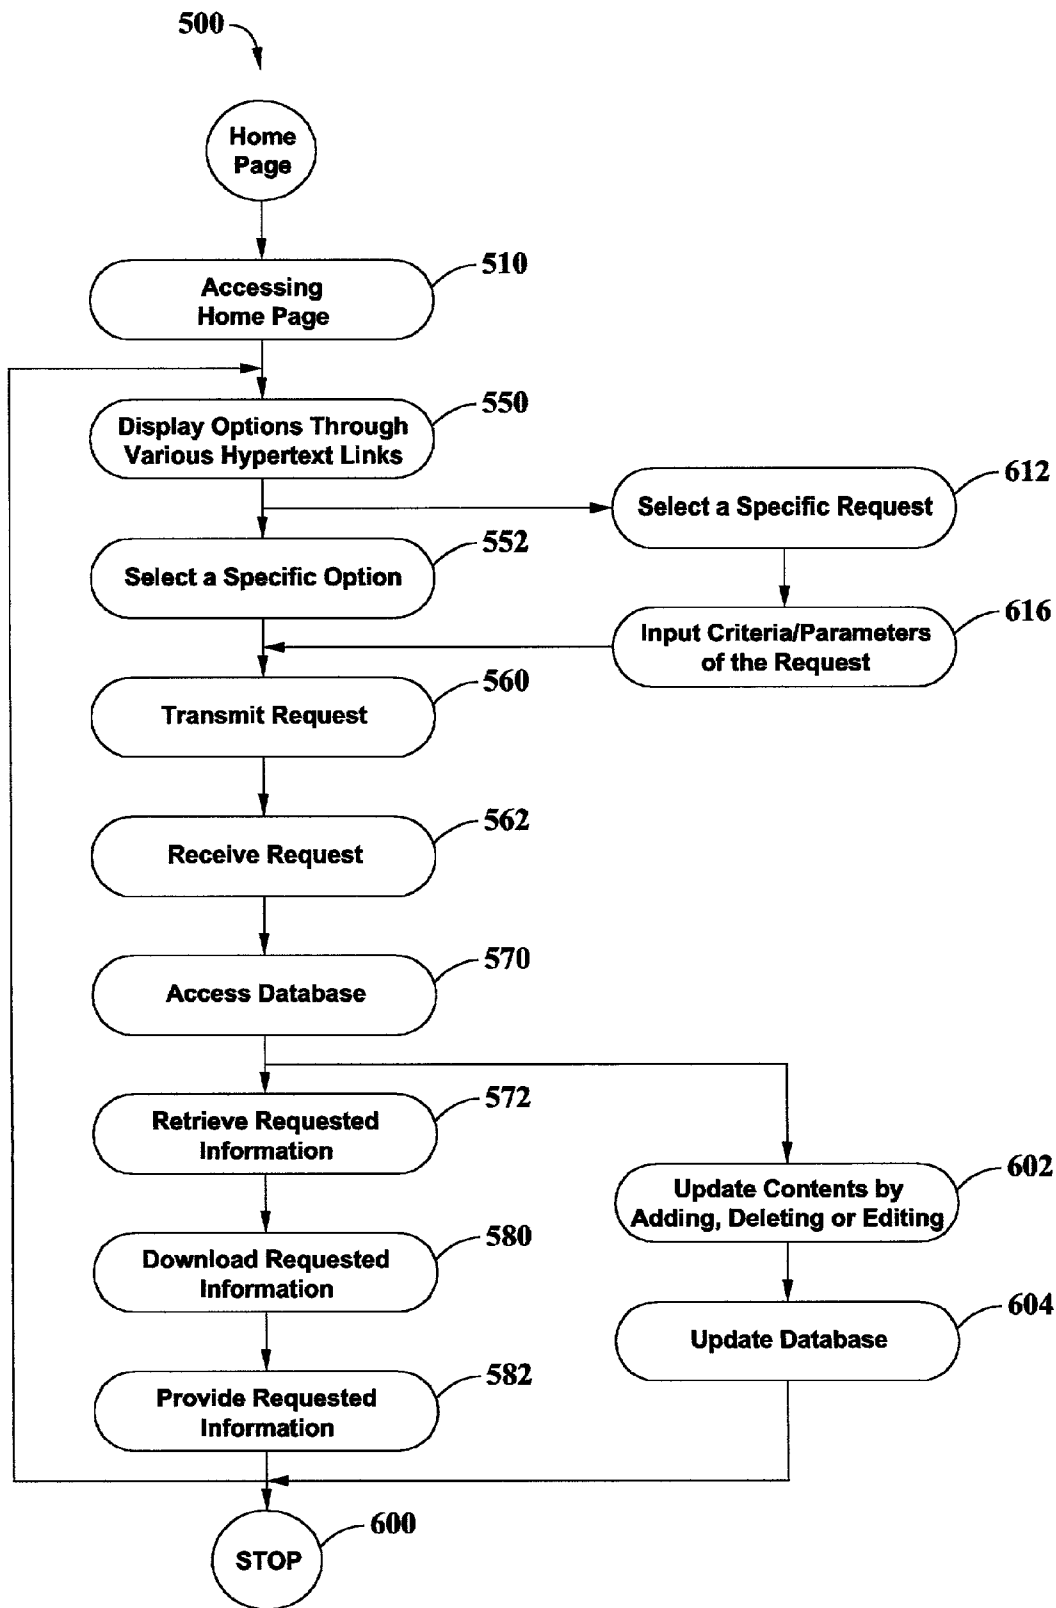 500
Home
Page
510
Accessing
Home Page
550
Display Options Through
Various Hypertext Links
612
Select a Specific Request
552
Select a Specific Option
616
Input Criteria/Parameters
of the Request
560
Transmit Request
562
Receive Request
570
Access Database
572
Retrieve Requested
Information
602
Update Contents by
Adding, Deleting or Editing
580
Download Requested
Information
604
Update Database
582
Provide Requested
Information
600
STOP